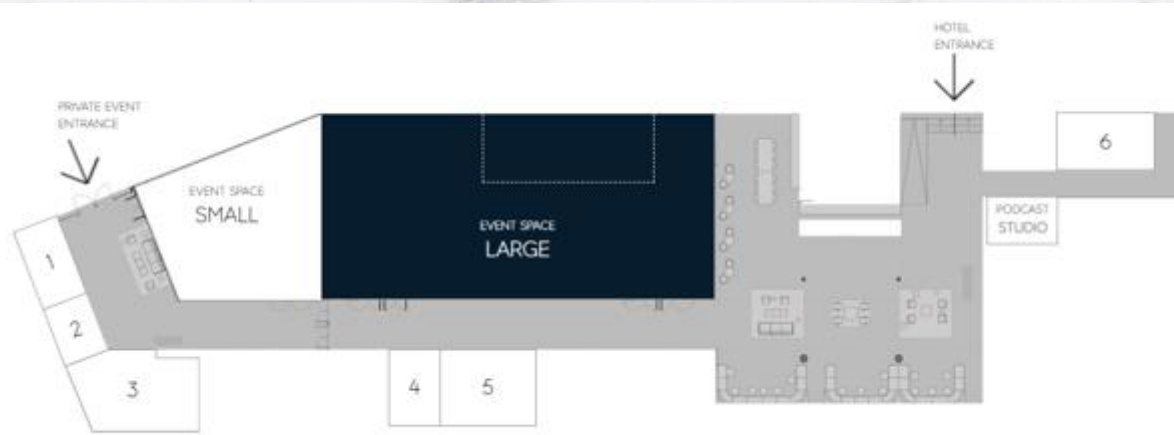 HOTEL
ENTRANCE
PRIVATE EVENT
ENTRANCE
6
EVENT SPACE
SMALL
PODCAST
STUDIO
EVENT SPACE
LARGE
1
2
3
4
5